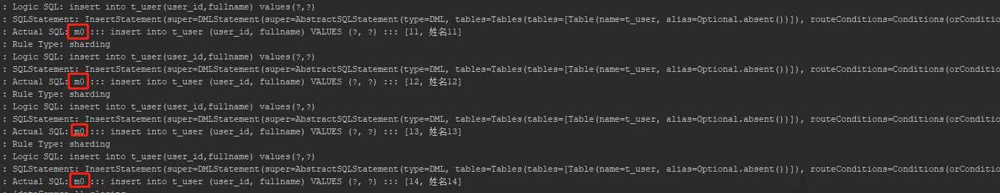 : Logic SQL: insert into t_user(user_id,fullname) values(?,?)
: SQLStatement: InsertStatement(super=DMLStatement(super=AbstractSQLStatement(type=DML, tables=Tables(tables=[Table(name=t_user, alias=Optional.absent())]), routeConditions=Conditions(orConditio
: Actual SQL: m0 ::: insert into t_user (user_id, fullname) VALUES (?, ?) ::: [11, 姓名11]
: Rule Type: sharding
: Logic SQL: insert into t_user(user_id,fullname) values(?,?)
: SQLStatement: InsertStatement(super=DMLStatement(super=AbstractSQLStatement(type=DML, tables=Tables(tables=[Table(name=t_user, alias=Optional.absent())]), routeConditions=Conditions(orConditio
: Actual SQL: m0 ::: insert into t_user (user_id, fullname) VALUES (?, ?) ::: [12, 姓名12]
: Rule Type: sharding
: Logic SQL: insert into t_user(user_id,fullname) values(?,?)
: SQLStatement: InsertStatement(super=DMLStatement(super=AbstractSQLStatement(type=DML, tables=Tables(tables=[Table(name=t_user, alias=Optional.absent())]), routeConditions=Conditions(orConditio
: Actual SQL: m0 ::: insert into t_user (user_id, fullname) VALUES (?, ?) ::: [13, 姓名13]
: Rule Type: sharding
: Logic SQL: insert into t_user(user_id,fullname) values(?,?)
: SQLStatement: InsertStatement(super=DMLStatement(super=AbstractSQLStatement(type=DML, tables=Tables(tables=[Table(name=t_user, alias=Optional.absent())]), routeConditions=Conditions(orConditio
: Actual SQL: m0 ::: insert into t_user (user_id, fullname) VALUES (?, ?) ::: [14, 姓名14]